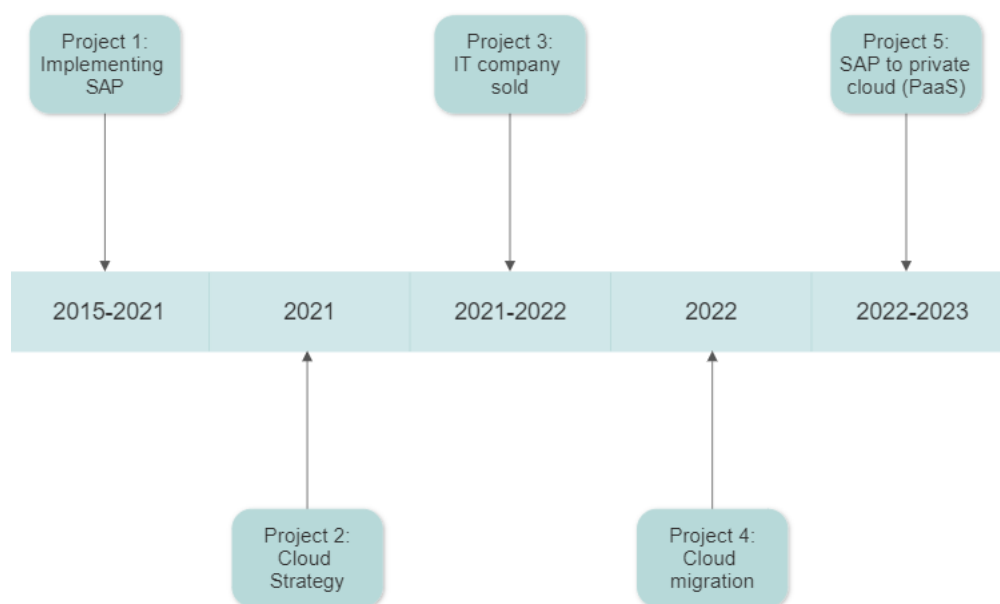 Project 1:
Implementing
SAP
Project 3:
IT company
sold
Project 5:
SAP to private
cloud (PaaS)
2015-2021
2021
2021-2022
2022
2022-2023
Project 2:
Cloud
Strategy
Project 4:
Cloud
migration